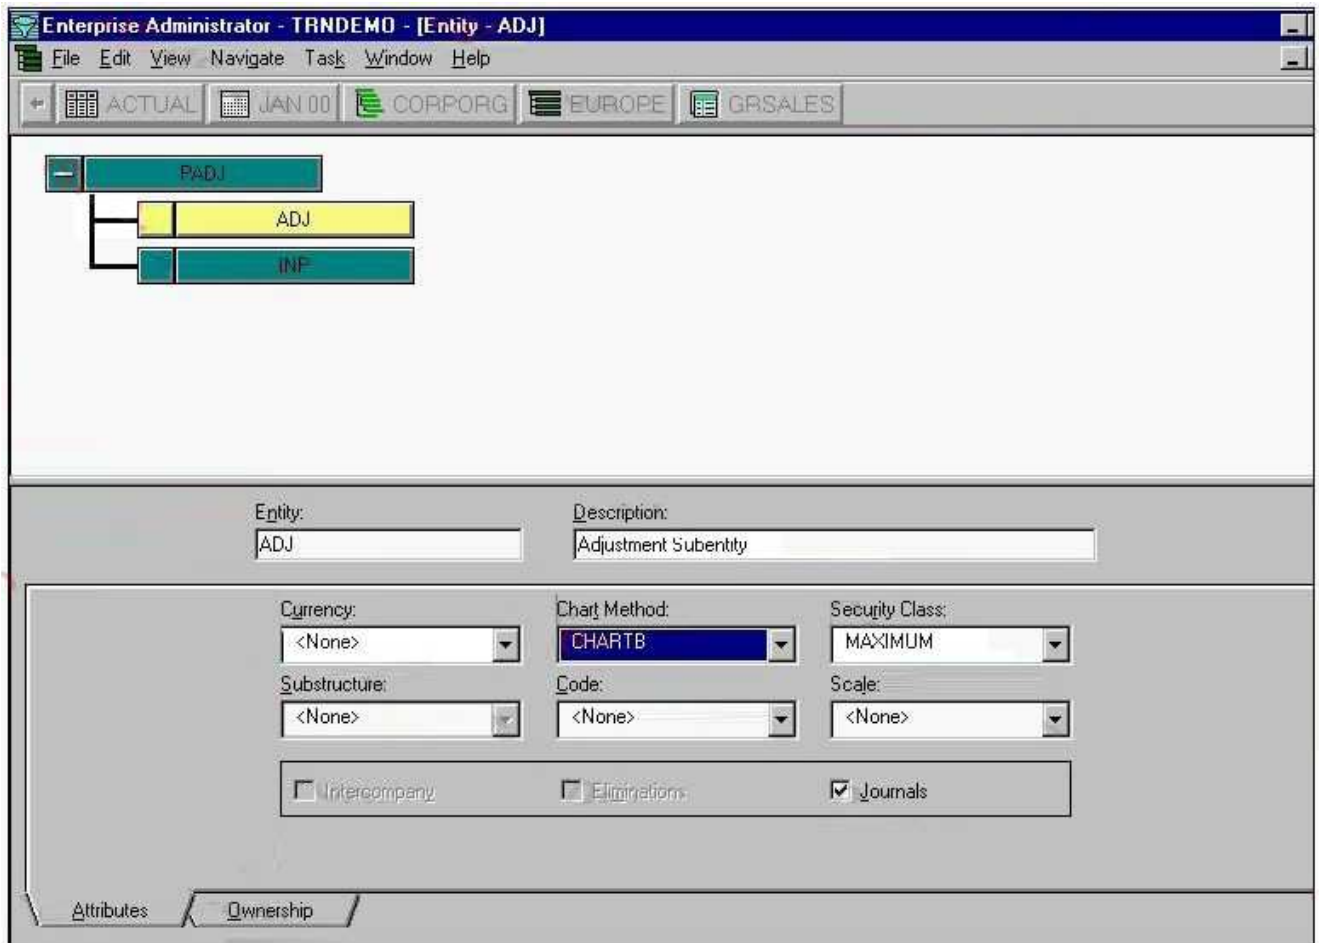 Enterprise Administrator - TRNDEMO - [Entity - ADJ]
File Edit View Navigate Task Window Help
ACTUAL JAN 00 CORPORG EUROPE GRSALES
PADJ
ADJ
INP
Entity: Description:
ADJ Adjustment Subentity
Currency: Chart Method: Security Class:
<None> CHARTB MAXIMUM
Substructure: Code: Scale:
<None> <None> <None>
Intercompany Eliminations Journals
Attributes Ownership